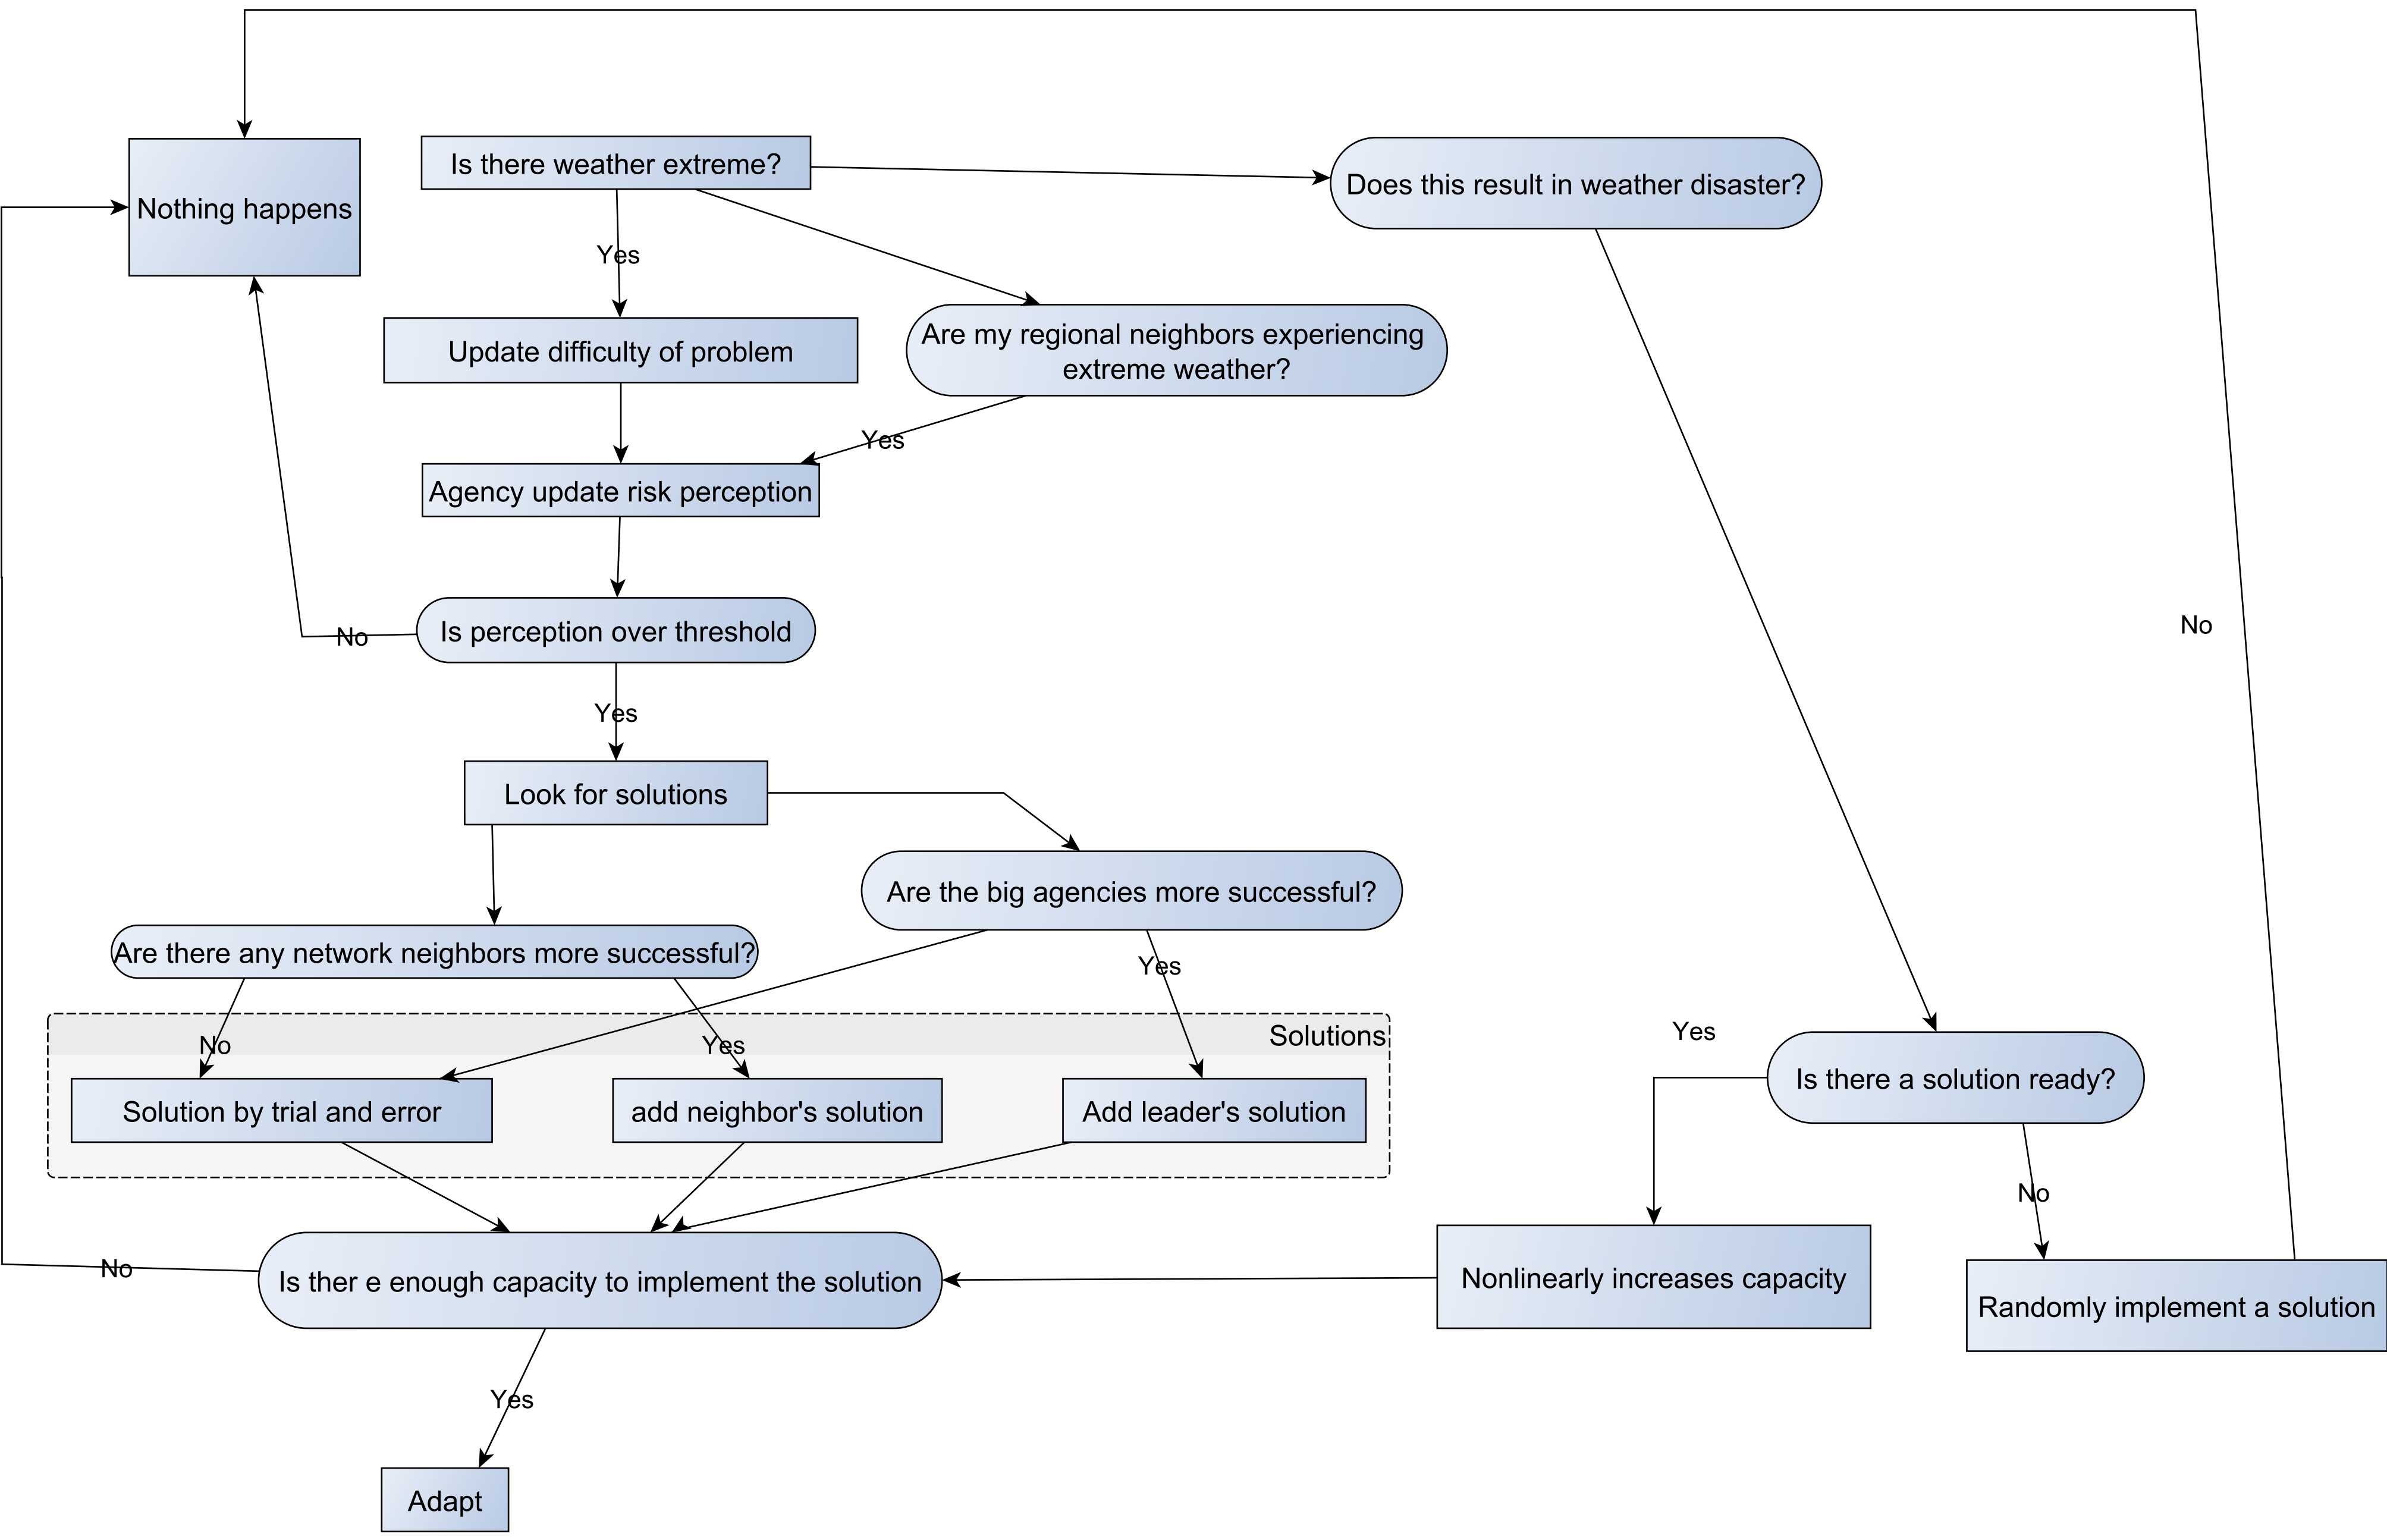 Nothing happens
Is there weather extreme?
Does this result in weather disaster?
Yes
Update difficulty of problem
Are my regional neighbors experiencing
extreme weather?
Yes
Agency update risk perception
Is perception over threshold
No
No
Yes
Look for solutions
Are the big agencies more successful?
Are there any network neighbors more successful?
Yes
No
Yes
Solutions
Yes
Is there a solution ready?
Solution by trial and error
add neighbor's solution
Add leader's solution
No
Is ther e enough capacity to implement the solution
No
Nonlinearly increases capacity
Randomly implement a solution
Yes
Adapt